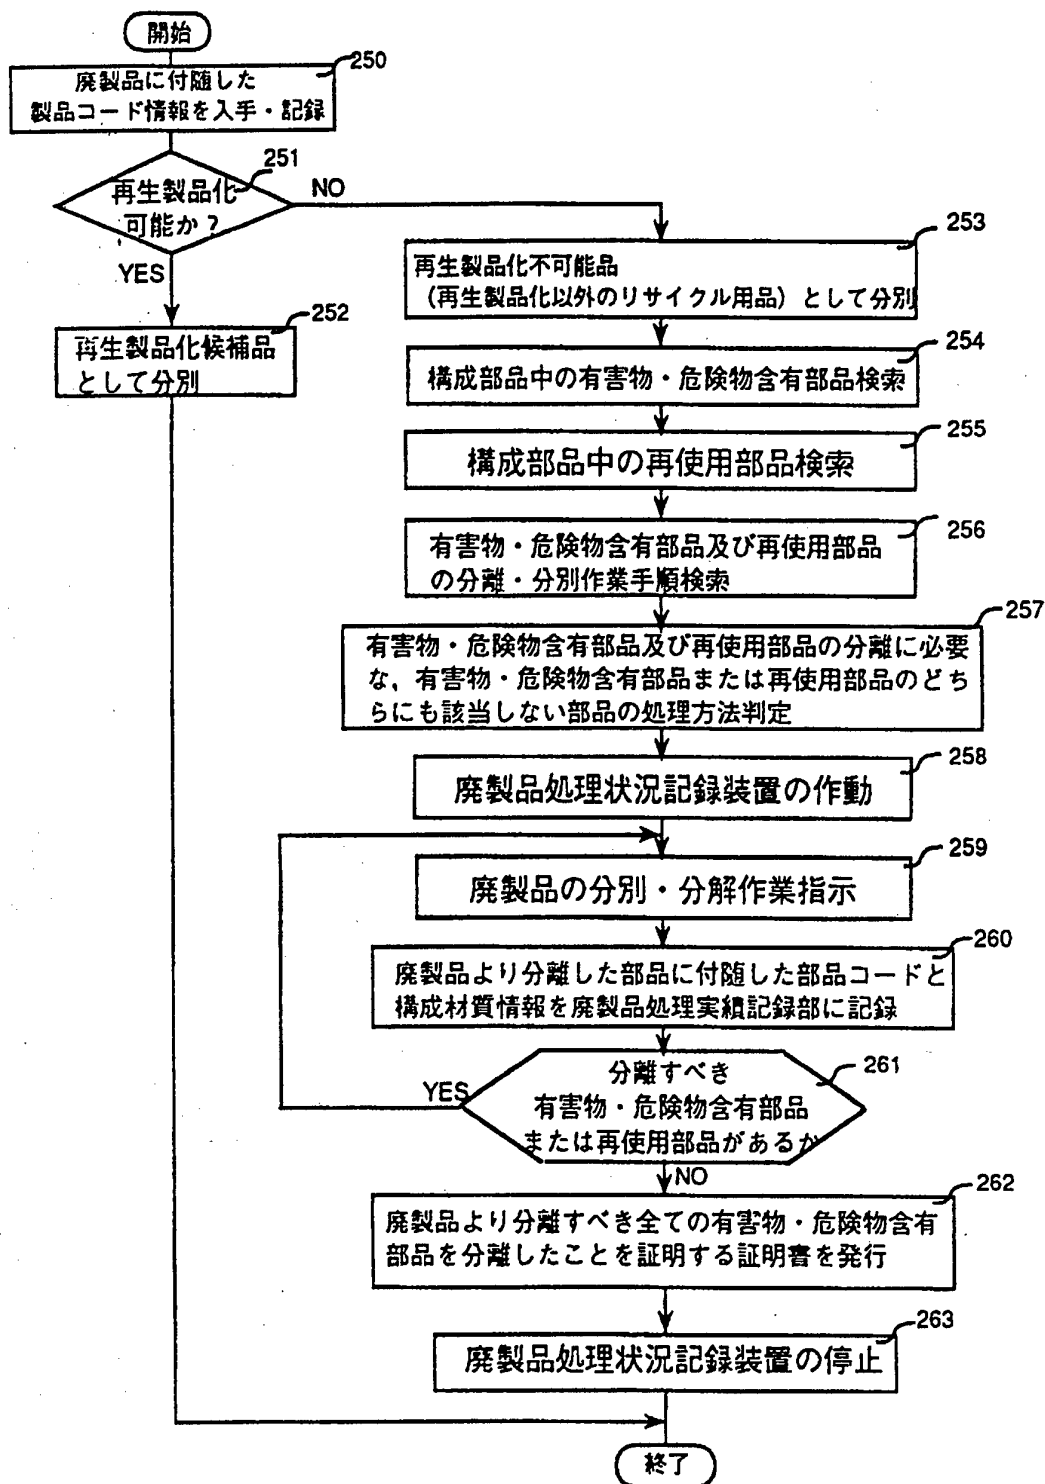 開始
250
廃製品に付随した
製品コード情報を入手・記録
251
再生製品化
可能か?
NO
YES
252
再生製品化候補品
として分別
253
再生製品化不可能品
(再生製品化以外のリサイクル用品)として分別
254
構成部品中の有害物・危険物含有部品検索
255
構成部品中の再使用部品検索
256
有害物・危険物含有部品及び再使用部品
の分離・分別作業手順検索
257
有害物・危険物含有部品及び再使用部品の分離に必要
な,有害物・危険物含有部品または再使用部品のどち
らにも該当しない部品の処理方法判定
258
廃製品処理状況記録装置の作動
259
廃製品の分別・分解作業指示
260
廃製品より分離した部品に付随した部品コードと
構成材質情報を廃製品処理実績記録部に記録
261
分離すべき
有害物・危険物含有部品
または再使用部品があるか
YES
NO
262
廃製品より分離すべき全ての有害物・危険物含有
部品を分離したことを証明する証明書を発行
263
廃製品処理状況記録装置の停止
終了